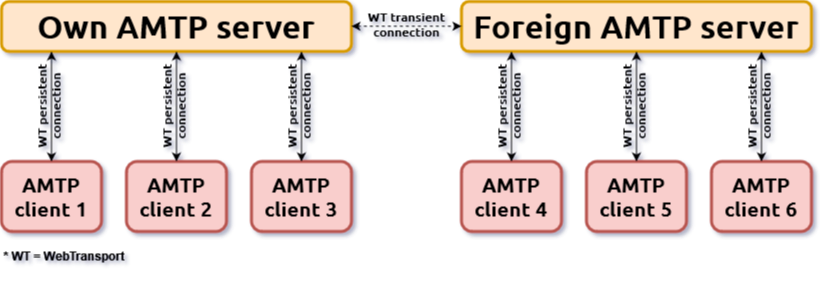 Own AMTP server
WT transient
connection
Foreign AMTP server
WT persistent
connection
WT persistent
connection
WT persistent
connection
WT persistent
connection
WT persistent
connection
WT persistent
connection
AMTP
client 1
AMTP
client 2
AMTP
client 3
AMTP
client 4
AMTP
client 5
AMTP
client 6
* WT = WebTransport